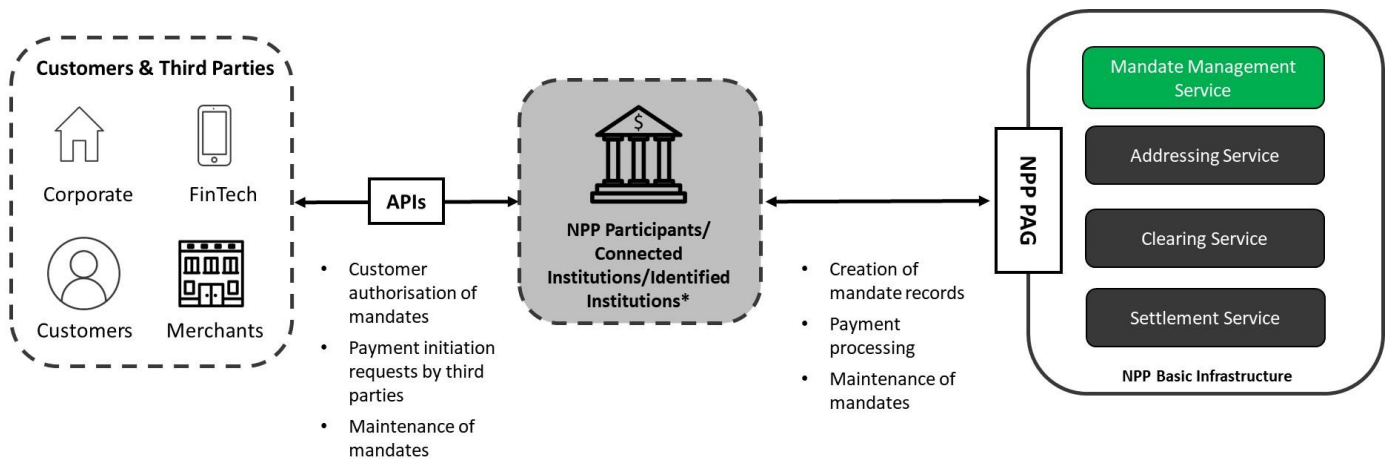 Customers & Third Parties
Corporate
FinTech
Customers
Merchants
APIs
• Customer
authorisation of
mandates
• Payment initiation
requests by third
parties
• Maintenance of
mandates
$
NPP Participants/
Connected
Institutions/Identified
Institutions*
• Creation of
mandate records
• Payment
processing
• Maintenance of
mandates
NPP PAG
Mandate Management
Service
Addressing Service
Clearing Service
Settlement Service
NPP Basic Infrastructure